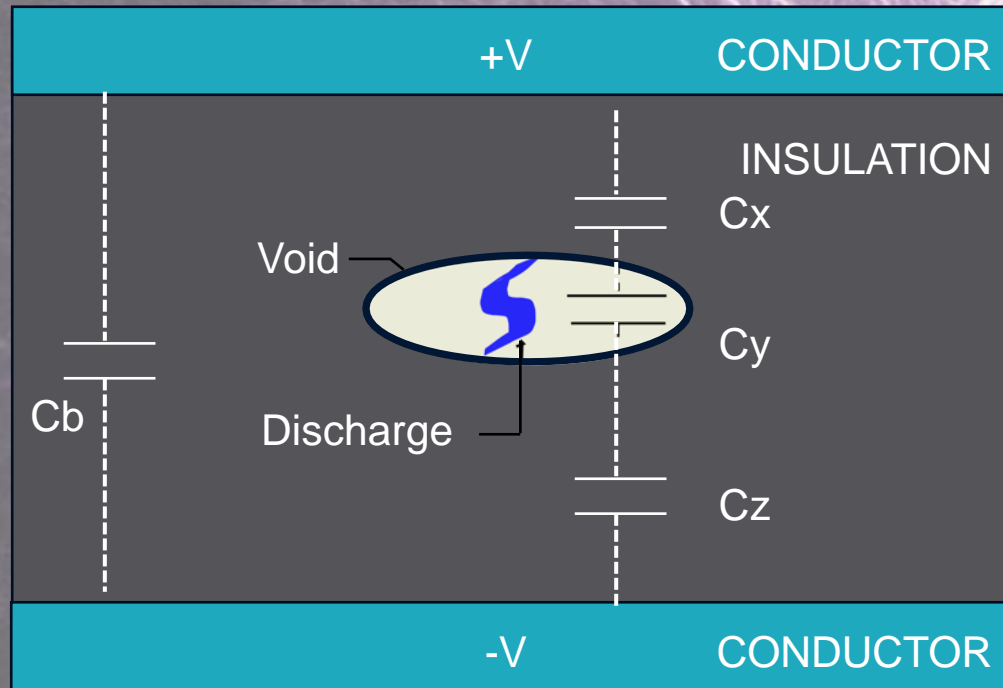 +V CONDUCTOR
INSULATION
Cx
Void
Cy
Cb
Discharge
Cz
-V CONDUCTOR